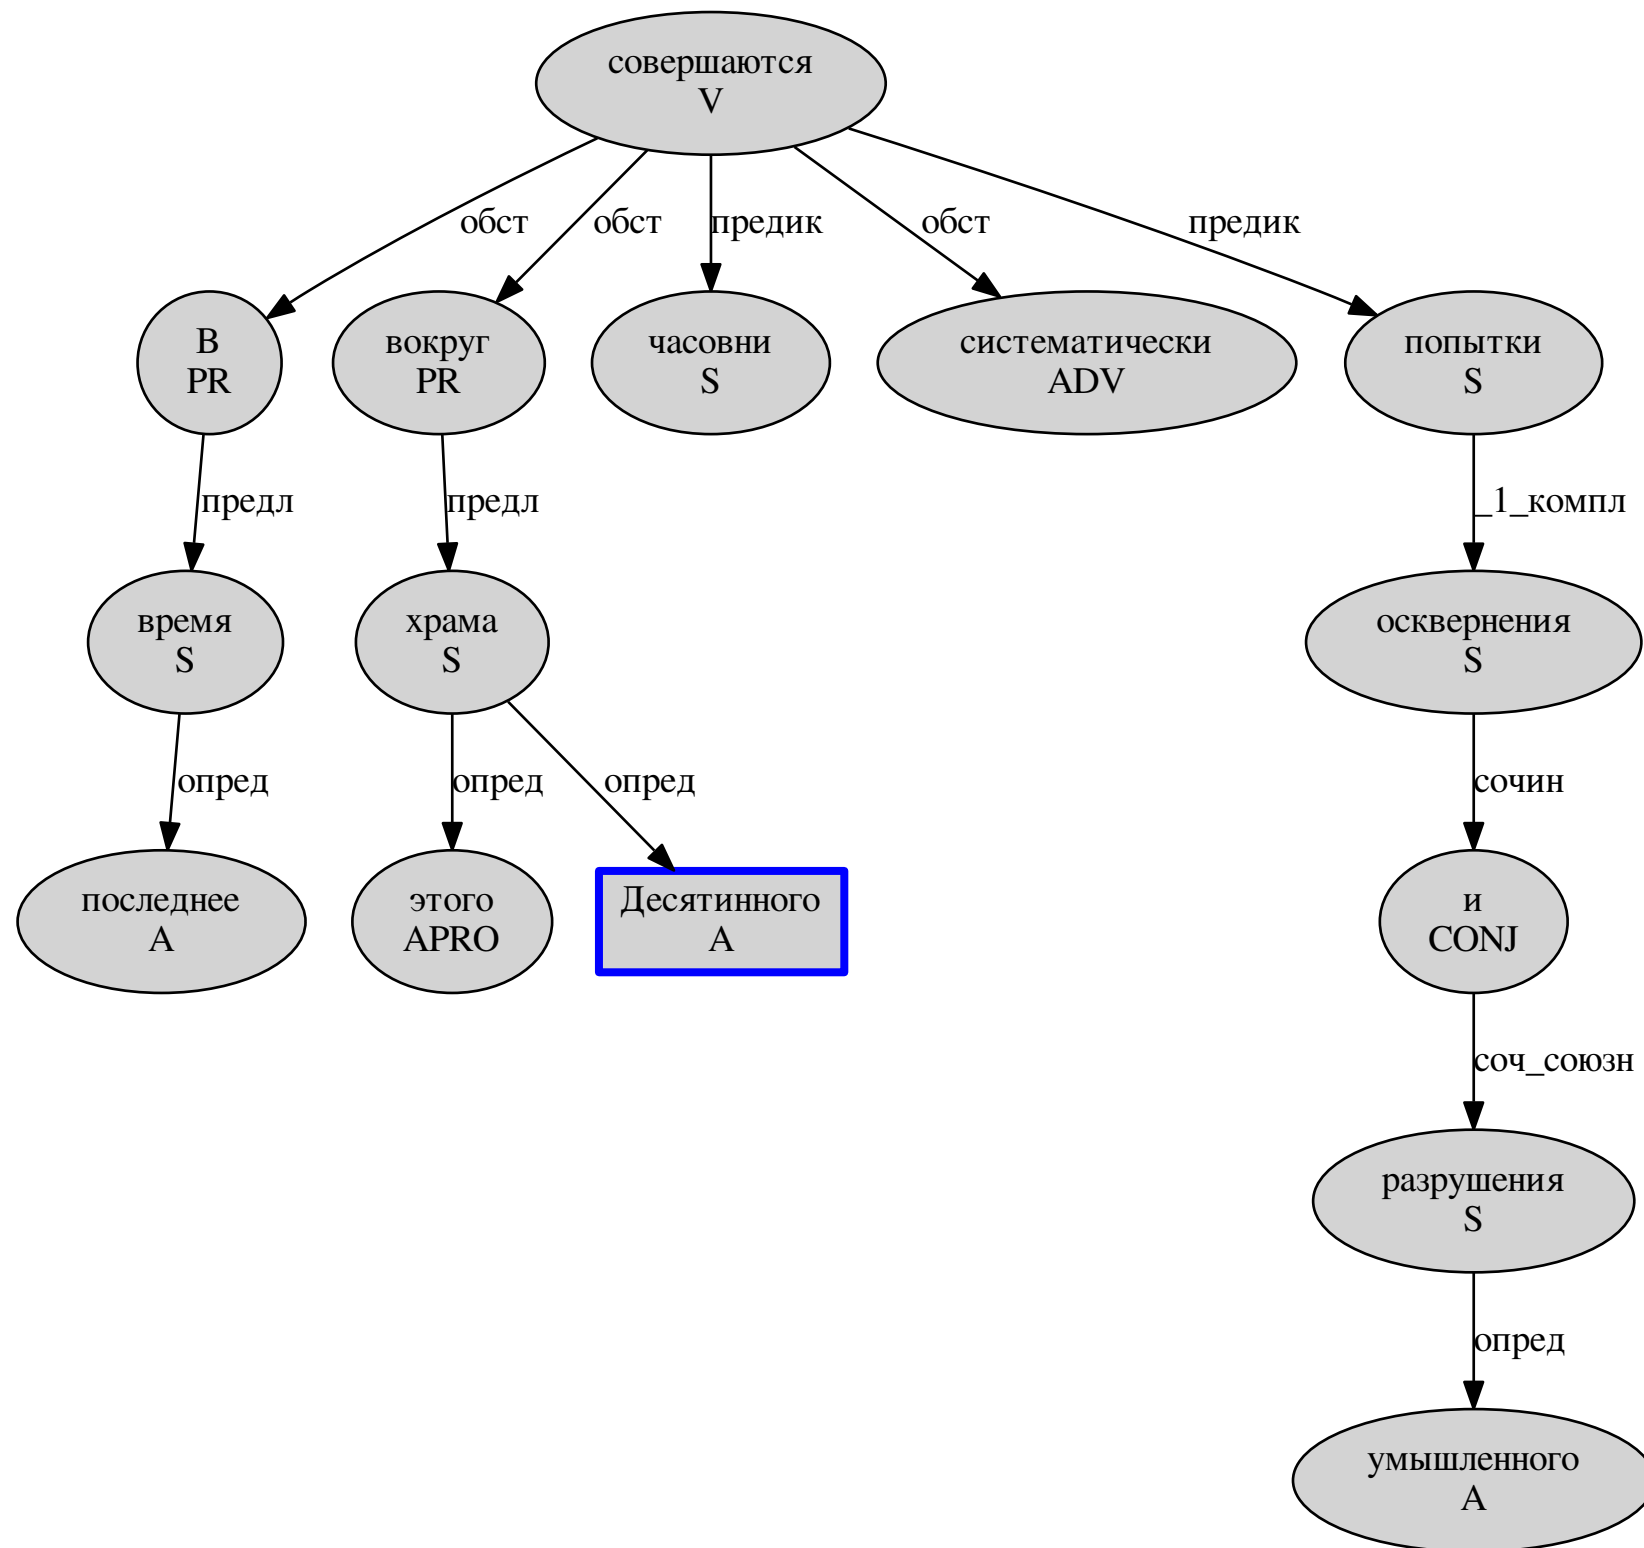 совершаются
V
обст
обст
предик
обст
предик
В
PR
вокруг
PR
часовни
S
систематически
ADV
попытки
S
предл
предл
_1_компл
время
S
храма
S
осквернения
S
опред
опред
опред
сочин
последнее
A
этого
APRO
Десятинного
A
и
CONJ
соч_союзн
разрушения
S
опред
умышленного
A